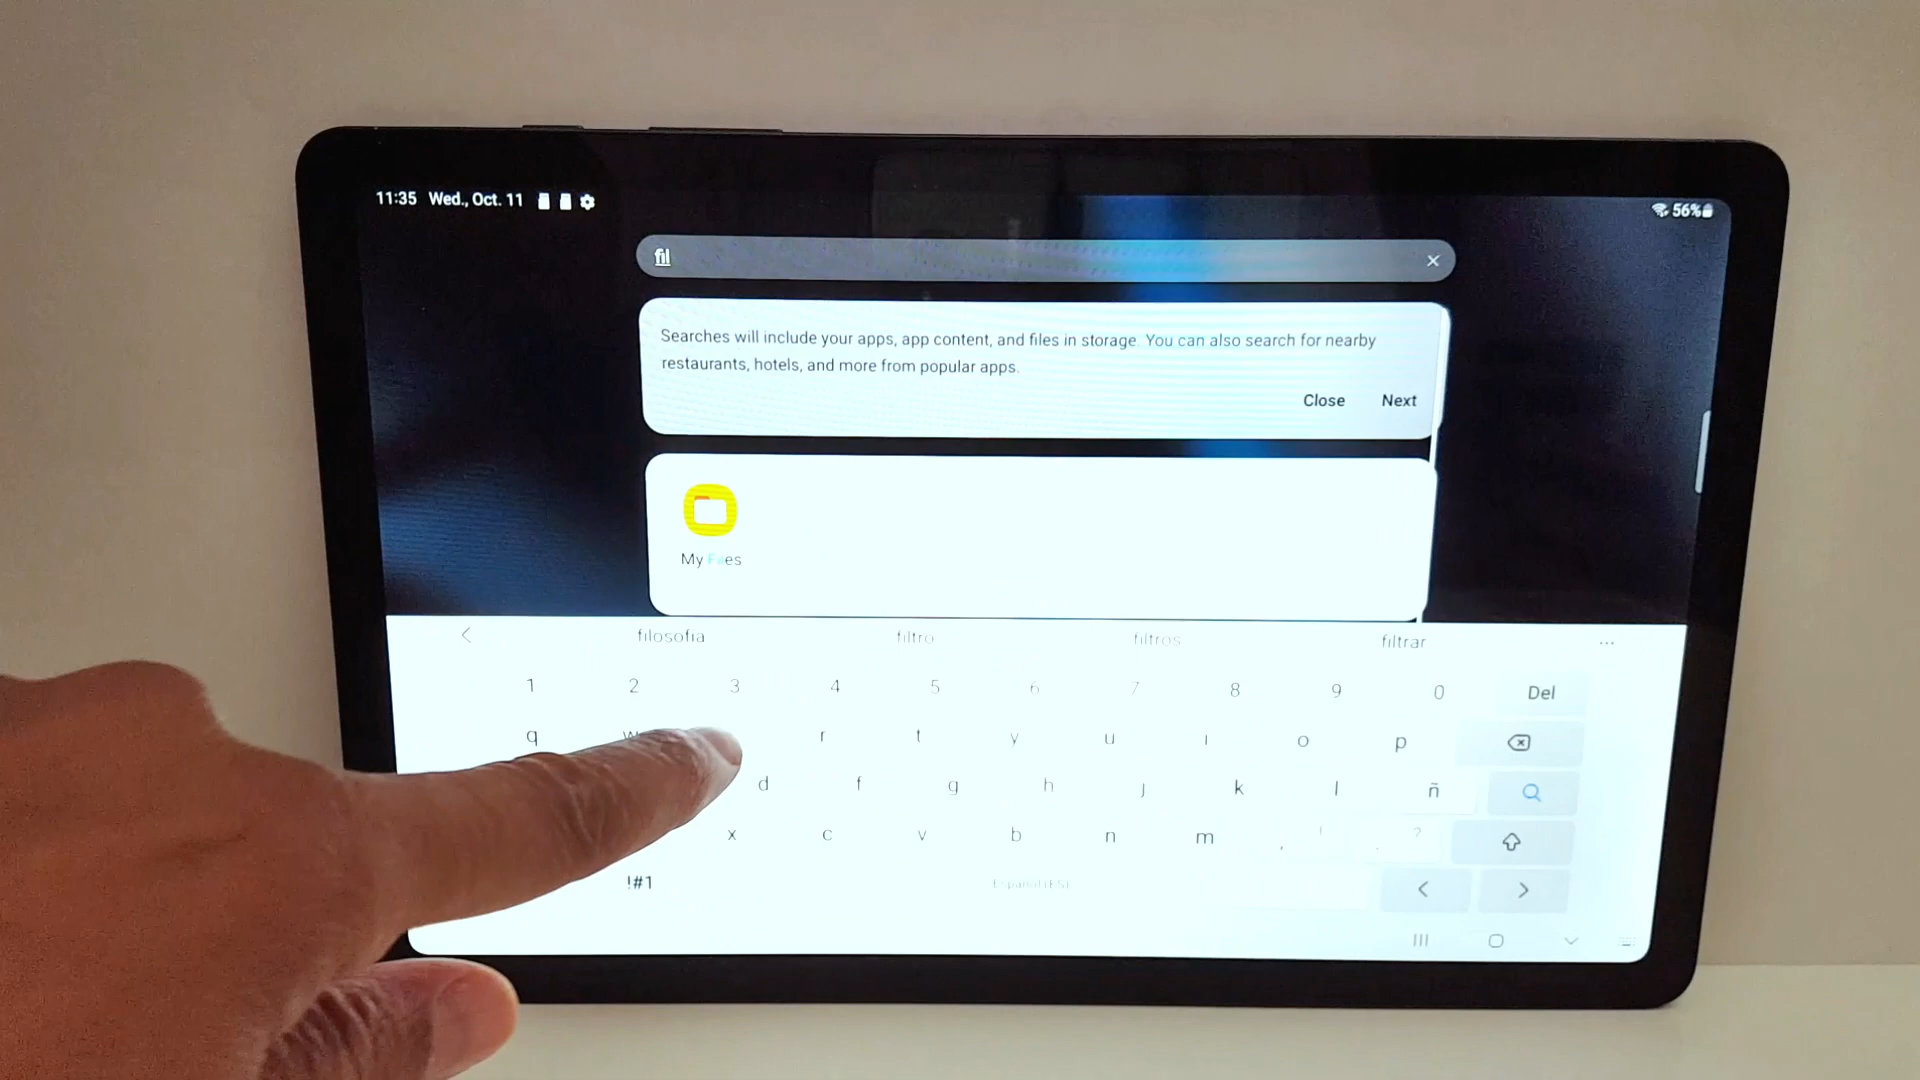 11:35 Wed., Oct. 11
56%
fil
Searches will include your apps, app content, and files in storage. You can also search for nearby
restaurants, hotels, and more from popular apps.
Close Next
My Files
filosofia filtro filtros filtrar ...
1 2 3 4 5 6 7 8 9 0 Del
q w r t y u i o p
d f g h j k l ñ
x c v b n m , ! . ?
!#1 Español (ES) < >